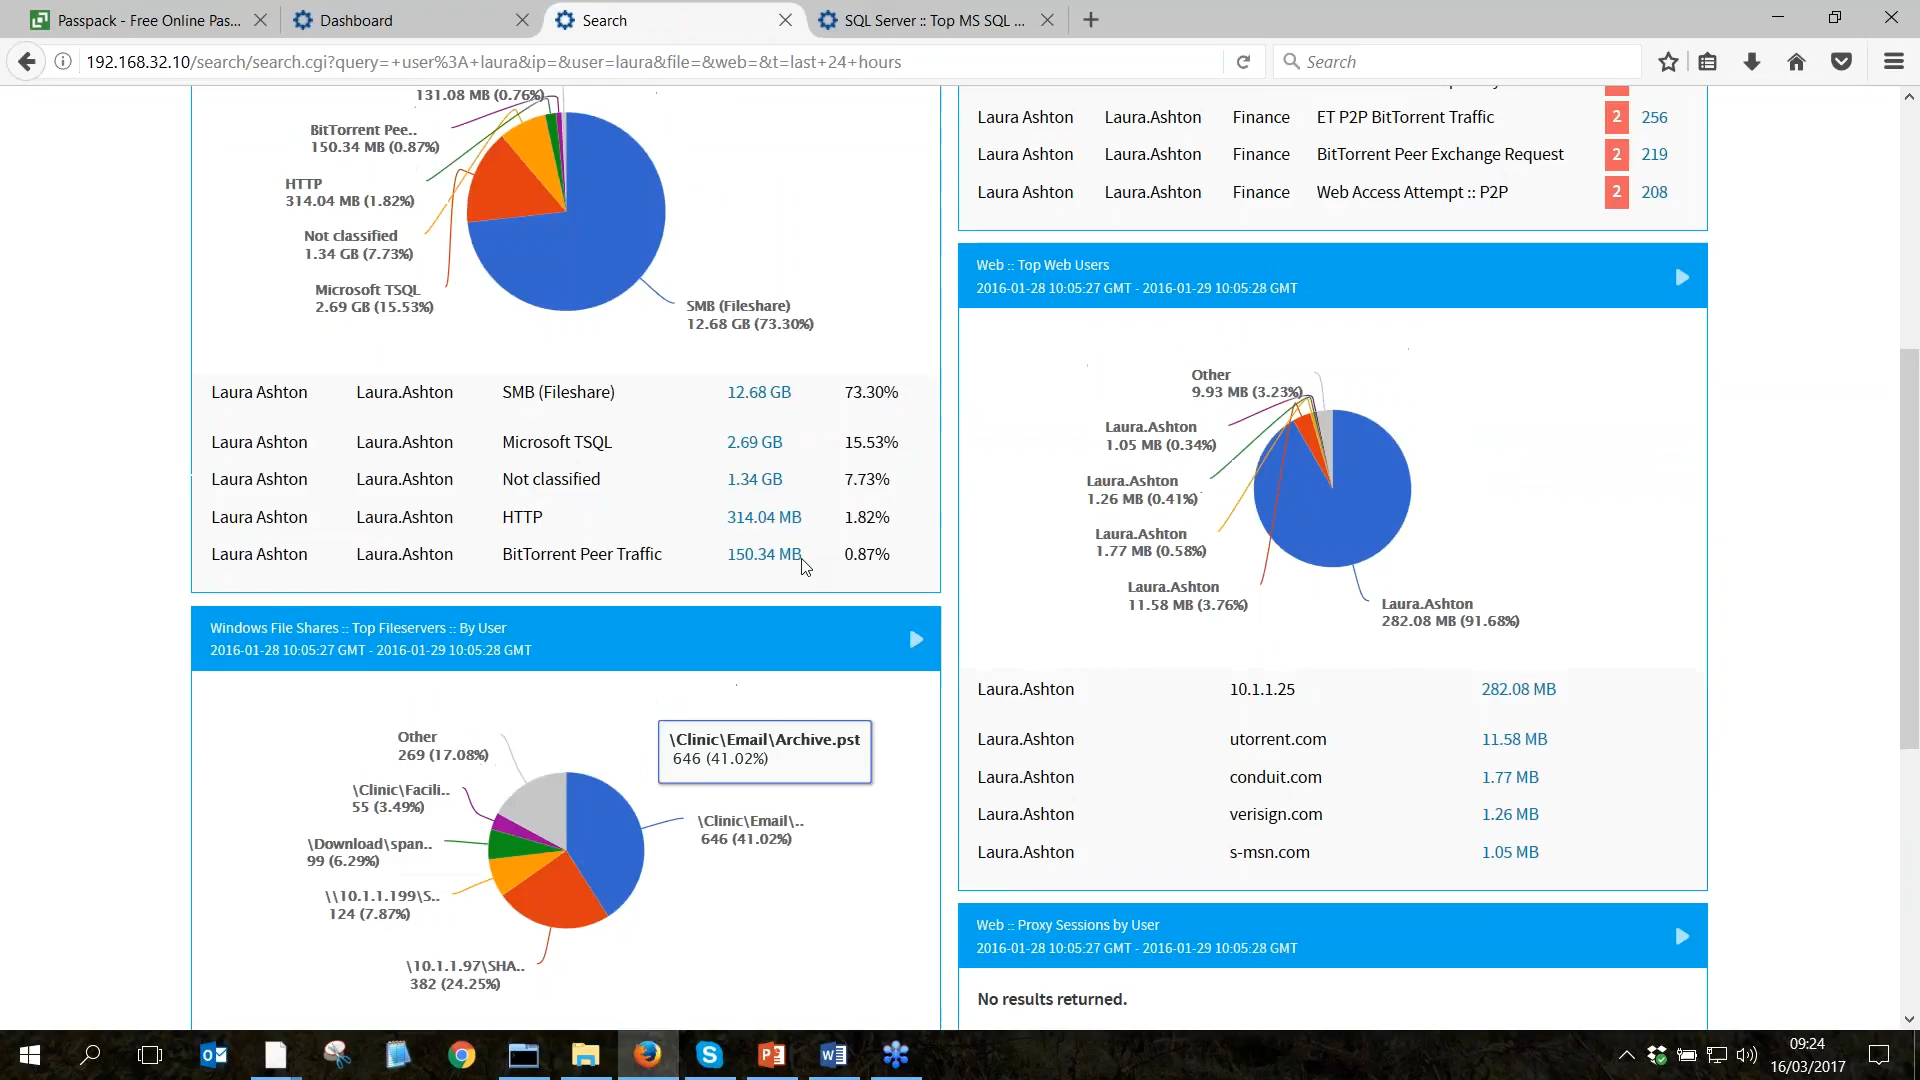 Passpack - Free Online Pas...
Dashboard
Search
SQL Server :: Top MS SQL ...
192.168.32.10/search/search.cgi?query=+user%3A+laura&ip=&user=laura&file=&web=&t=last+24+hours
Search
131.08 MB (0.76%)
BitTorrent Pee..
150.34 MB (0.87%)
HTTP
314.04 MB (1.82%)
Not classified
1.34 GB (7.73%)
Microsoft TSQL
2.69 GB (15.53%)
SMB (Fileshare)
12.68 GB (73.30%)
Laura Ashton Laura.Ashton SMB (Fileshare) 12.68 GB 73.30%
Laura Ashton Laura.Ashton Microsoft TSQL 2.69 GB 15.53%
Laura Ashton Laura.Ashton Not classified 1.34 GB 7.73%
Laura Ashton Laura.Ashton HTTP 314.04 MB 1.82%
Laura Ashton Laura.Ashton BitTorrent Peer Traffic 150.34 MB 0.87%
Windows File Shares :: Top Fileservers :: By User
2016-01-28 10:05:27 GMT - 2016-01-29 10:05:28 GMT
Other
269 (17.08%)
\Clinic\Facili..
55 (3.49%)
\Download\span..
99 (6.29%)
\\10.1.1.199\S..
124 (7.87%)
\10.1.1.97\SHA..
382 (24.25%)
\Clinic\Email\Archive.pst
646 (41.02%)
\Clinic\Email\..
646 (41.02%)
Laura Ashton Laura.Ashton Finance ET P2P BitTorrent Traffic 2 256
Laura Ashton Laura.Ashton Finance BitTorrent Peer Exchange Request 2 219
Laura Ashton Laura.Ashton Finance Web Access Attempt :: P2P 2 208
Web :: Top Web Users
2016-01-28 10:05:27 GMT - 2016-01-29 10:05:28 GMT
Other
9.93 MB (3.23%)
Laura.Ashton
1.05 MB (0.34%)
Laura.Ashton
1.26 MB (0.41%)
Laura.Ashton
1.77 MB (0.58%)
Laura.Ashton
11.58 MB (3.76%)
Laura.Ashton
282.08 MB (91.68%)
Laura.Ashton 10.1.1.25 282.08 MB
Laura.Ashton utorrent.com 11.58 MB
Laura.Ashton conduit.com 1.77 MB
Laura.Ashton verisign.com 1.26 MB
Laura.Ashton s-msn.com 1.05 MB
Web :: Proxy Sessions by User
2016-01-28 10:05:27 GMT - 2016-01-29 10:05:28 GMT
No results returned.
09:24
16/03/2017